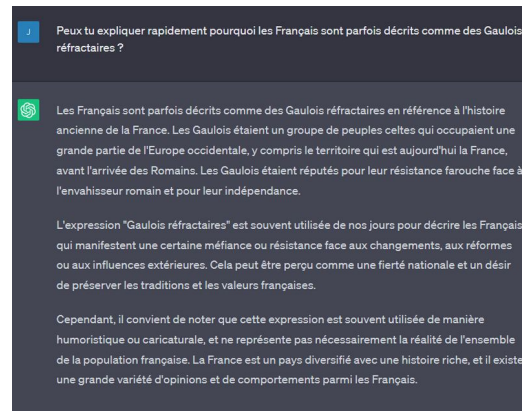 J
Peux tu expliquer rapidement pourquoi les Français sont parfois décrits comme des Gaulois
réfractaires ?
Les Français sont parfois décrits comme des Gaulois réfractaires en référence à l'histoire
ancienne de la France. Les Gaulois étaient un groupe de peuples celtes qui occupaient une
grande partie de l'Europe occidentale, y compris le territoire qui est aujourd'hui la France,
avant l'arrivée des Romains. Les Gaulois étaient réputés pour leur résistance farouche face à
l'envahisseur romain et pour leur indépendance.
L'expression "Gaulois réfractaires" est souvent utilisée de nos jours pour décrire les Français
qui manifestent une certaine méfiance ou résistance face aux changements, aux réformes
ou aux influences extérieures. Cela peut être perçu comme une fierté nationale et un désir
de préserver les traditions et les valeurs françaises.
Cependant, il convient de noter que cette expression est souvent utilisée de manière
humoristique ou caricaturale, et ne représente pas nécessairement la réalité de l'ensemble
de la population française. La France est un pays diversifié avec une histoire riche, et il existe
une grande variété d'opinions et de comportements parmi les Français.